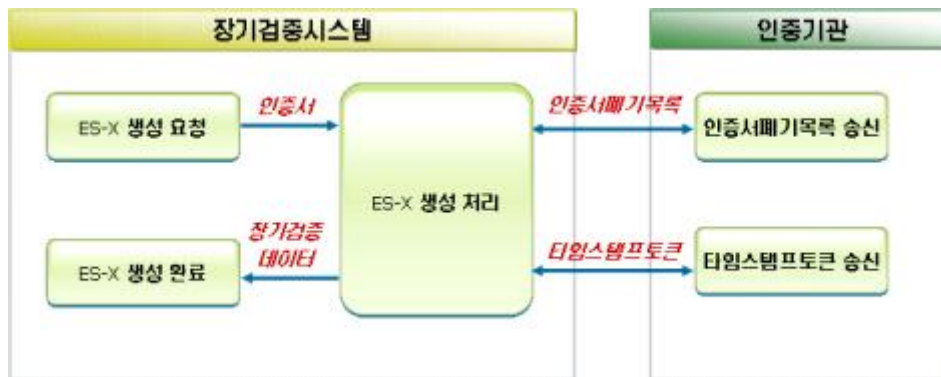 장기검증시스템
인증기관
ES-X 생성 요청
인증서
ES-X 생성 처리
인증서폐기목록
인증서폐기목록 송신
ES-X 생성 완료
장기검증
데이터
타임스템프토큰
타임스템프토큰 송신